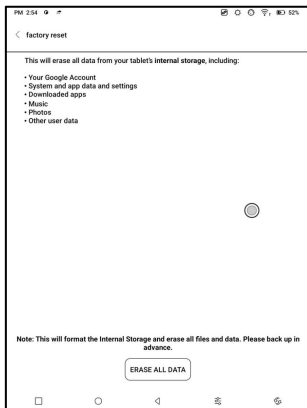 PM 2:54 52%
factory reset
This will erase all data from your tablet's internal storage, including:
• Your Google Account
• System and app data and settings
• Downloaded apps
• Music
• Photos
• Other user data
Note: This will format the Internal Storage and erase all files and data. Please back up in
advance.
ERASE ALL DATA